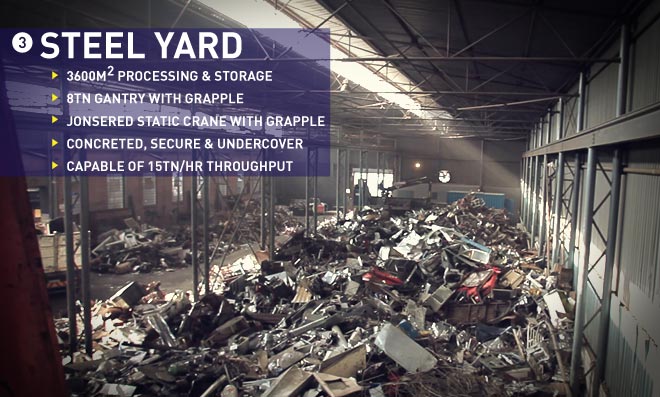 3 STEEL YARD
3600M² PROCESSING & STORAGE
8TN GANTRY WITH GRAPPLE
JONSERED STATIC CRANE WITH GRAPPLE
CONCRETED, SECURE & UNDERCOVER
CAPABLE OF 15TN/HR THROUGHPUT